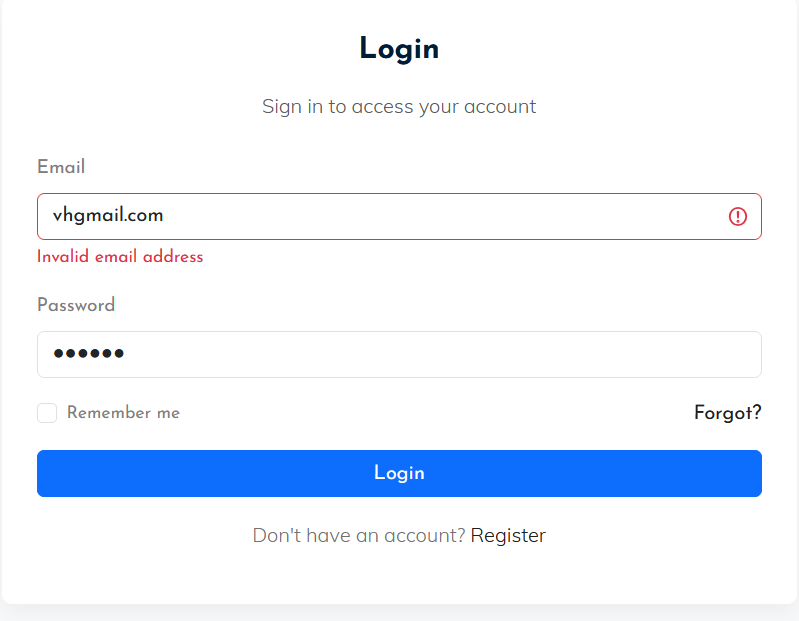 Login
Sign in to access your account
Email
vhgmail.com
Invalid email address
Password
••••••
Remember me
Forgot?
Login
Don't have an account? Register